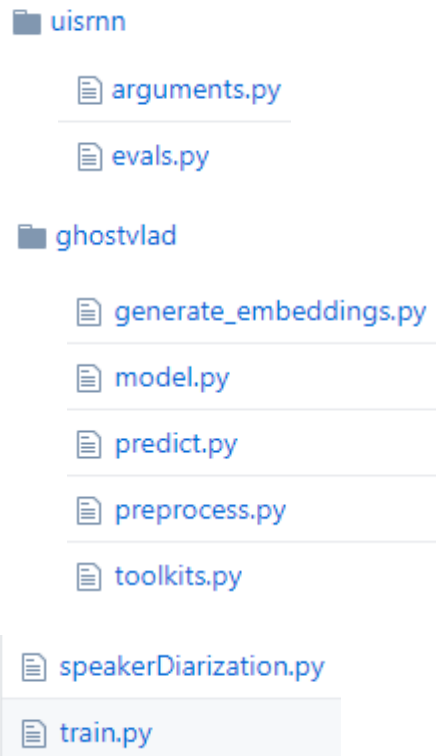 uisrnn
arguments.py
evals.py
ghostvlad
generate_embeddings.py
model.py
predict.py
preprocess.py
toolkits.py
speakerDiarization.py
train.py